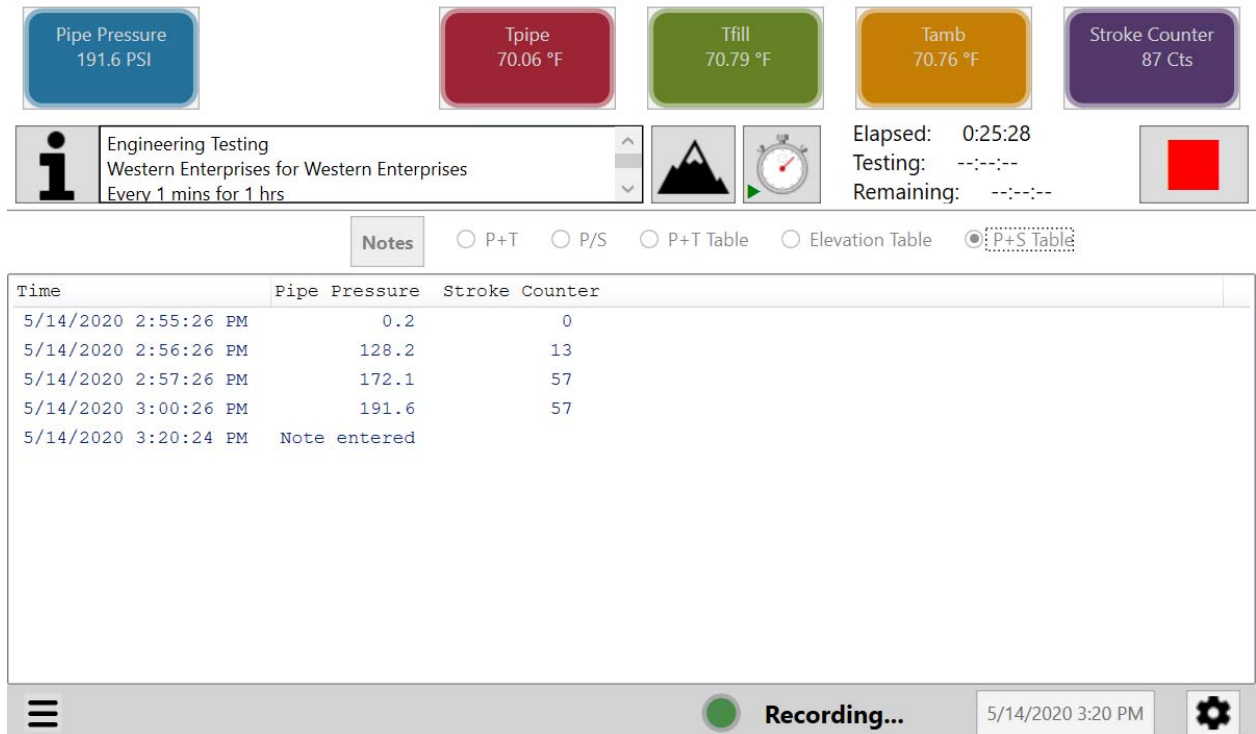 Pipe Pressure
191.6 PSI
Tpipe
70.06 °F
Tfill
70.79 °F
Tamb
70.76 °F
Stroke Counter
87 Cts
Engineering Testing
Western Enterprises for Western Enterprises
Every 1 mins for 1 hrs
Elapsed: 0:25:28
Testing: --:--:--
Remaining: --:--:--
Notes P+T P/S P+T Table Elevation Table P+S Table
Time Pipe Pressure Stroke Counter
5/14/2020 2:55:26 PM 0.2 0
5/14/2020 2:56:26 PM 128.2 13
5/14/2020 2:57:26 PM 172.1 57
5/14/2020 3:00:26 PM 191.6 57
5/14/2020 3:20:24 PM Note entered
Recording... 5/14/2020 3:20 PM